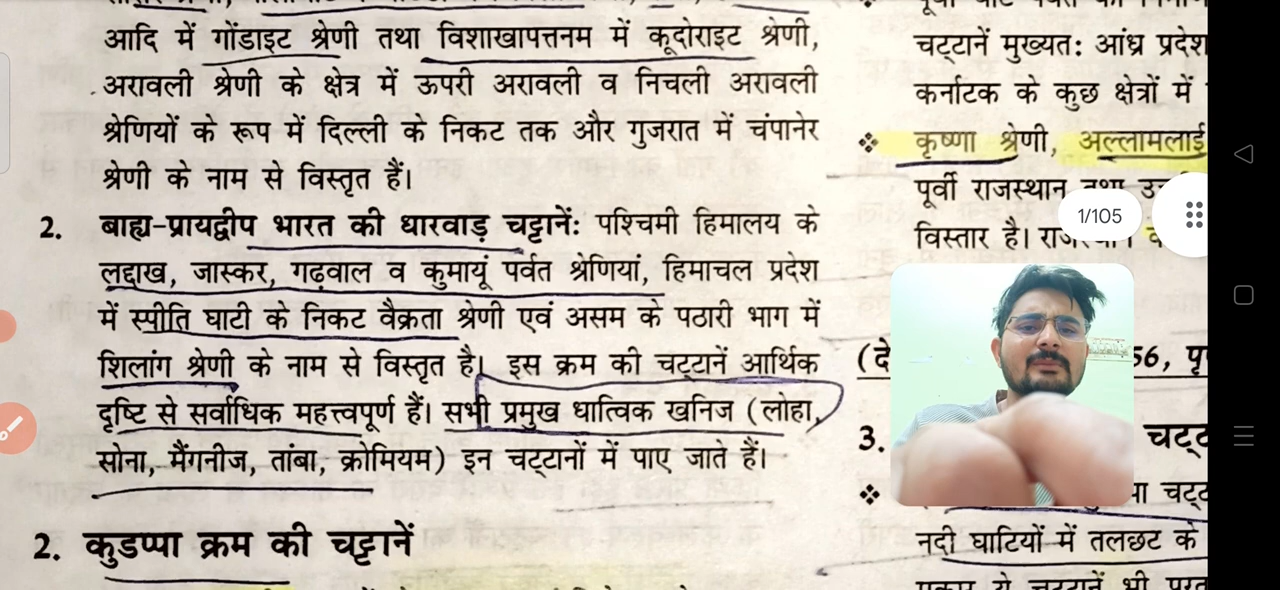 आदि में गोंडाइट श्रेणी तथा विशाखापत्तनम में कूदोराइट श्रेणी,
अरावली श्रेणी के क्षेत्र में ऊपरी अरावली व निचली अरावली
श्रेणियों के रूप में दिल्ली के निकट तक और गुजरात में चंपानेर
श्रेणी के नाम से विस्तृत हैं।
2. बाह्य-प्रायद्वीप भारत की धारवाड़ चट्टानें: पश्चिमी हिमालय के
लद्दाख, जास्कर, गढ़वाल व कुमायूं पर्वत श्रेणियां, हिमाचल प्रदेश
में स्पीति घाटी के निकट वैक्रता श्रेणी एवं असम के पठारी भाग में
शिलांग श्रेणी के नाम से विस्तृत है। इस क्रम की चट्टानें आर्थिक
दृष्टि से सर्वाधिक महत्त्वपूर्ण हैं। सभी प्रमुख धात्विक खनिज (लोहा,
सोना, मैंगनीज, तांबा, क्रोमियम) इन चट्टानों में पाए जाते हैं।
2. कुडप्पा क्रम की चट्टानें
चट्टानें मुख्यत: आंध्र प्रदेश
कर्नाटक के कुछ क्षेत्रों में
❖ कृष्णा श्रेणी, अल्लामलाई
पूर्वी राजस्थान तथा
विस्तार है।
1/105
56,
3.
❖
नदी घाटियों में तलछट के